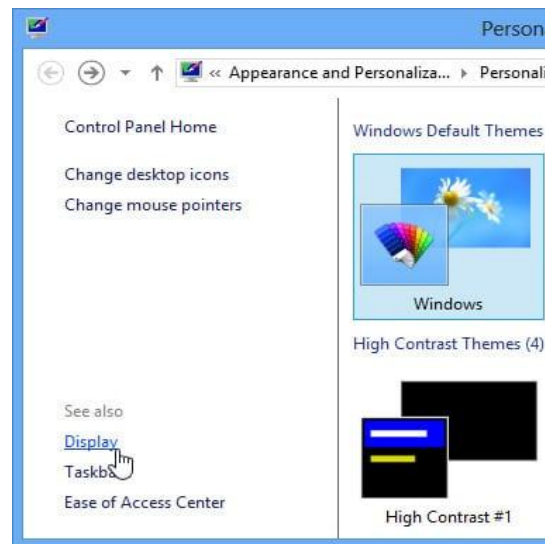 Person
« Appearance and Personaliza... ▸ Personali
Control Panel Home
Change desktop icons
Change mouse pointers
See also
Display
Taskba
Ease of Access Center
Windows Default Themes
Windows
High Contrast Themes (4)
High Contrast #1